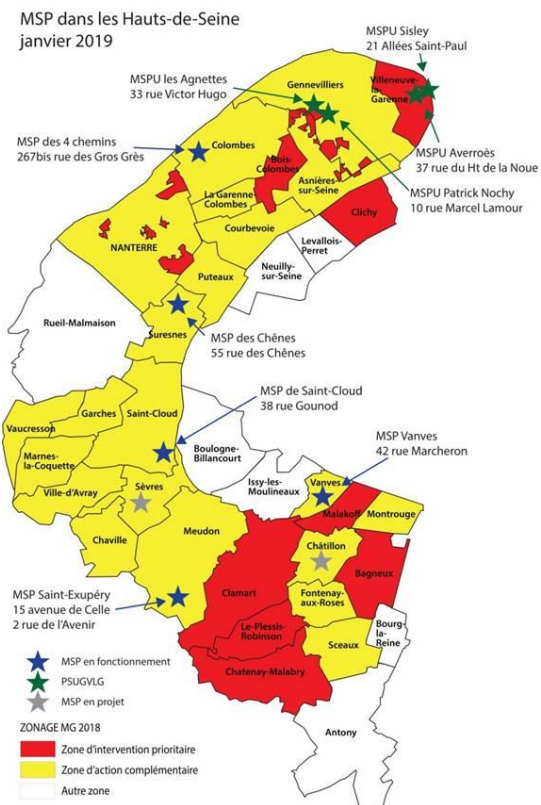 MSP dans les Hauts-de-Seine
janvier 2019
MSPU Sisley
21 Allées Saint-Paul
MSPU les Agnettes
33 rue Victor Hugo
Gennevilliers
Villeneuve-
la-
Garenne
MSP des 4 chemins
267bis rue des Gros Grès
Colombes
Bois-
Colombes
MSPU Averroès
37 rue du Ht de la Noue
Asnières-
sur-Seine
La Garenne-
Colombes
MSPU Patrick Nochy
10 rue Marcel Lamour
Clichy
Courbevoie
NANTERRE
Levallois-
Perret
Neuilly-
sur-Seine
Puteaux
Rueil-Malmaison
Suresnes
MSP des Chênes
55 rue des Chênes
MSP de Saint-Cloud
38 rue Gounod
Garches
Saint-Cloud
Vaucresson
Boulogne-
Billancourt
MSP Vanves
42 rue Marcheron
Marnes-
la-Coquette
Issy-les-
Moulineaux
Vanves
Ville-d'Avray
Sèvres
Malakoff
Montrouge
Chaville
Meudon
Châtillon
Bagneux
Clamart
MSP Saint-Exupéry
15 avenue de Celle
2 rue de l'Avenir
Fontenay-
aux-Roses
Bourg-
la-
Reine
Le-Plessis-
Robinson
Sceaux
Chatenay-Malabry
Antony
MSP en fonctionnement
PSUGVLG
MSP en projet
ZONAGE MG 2018
Zone d'intervention prioritaire
Zone d'action complémentaire
Autre zone